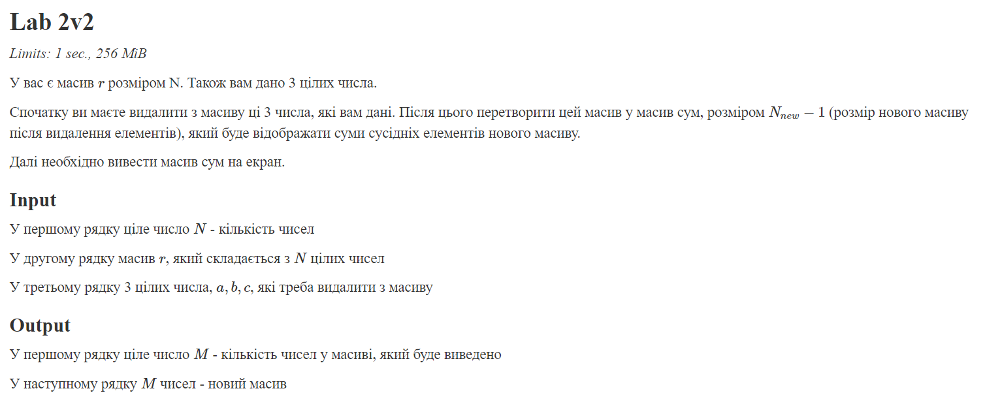 Lab 2v2
Limits: 1 sec., 256 MiB
У вас є масив r розміром N. Також вам дано 3 цілих числа.
Спочатку ви маєте видалити з масиву ці 3 числа, які вам дані. Після цього перетворити цей масив у масив сум, розміром N_{new} − 1 (розмір нового масиву
після видалення елементів), який буде відображати суми сусідніх елементів нового масиву.
Далі необхідно вивести масив сум на екран.
Input
У першому рядку ціле число N - кількість чисел
У другому рядку масив r, який складається з N цілих чисел
У третьому рядку 3 цілих числа, a, b, c, які треба видалити з масиву
Output
У першому рядку ціле число M - кількість чисел у масиві, який буде виведено
У наступному рядку M чисел - новий масив